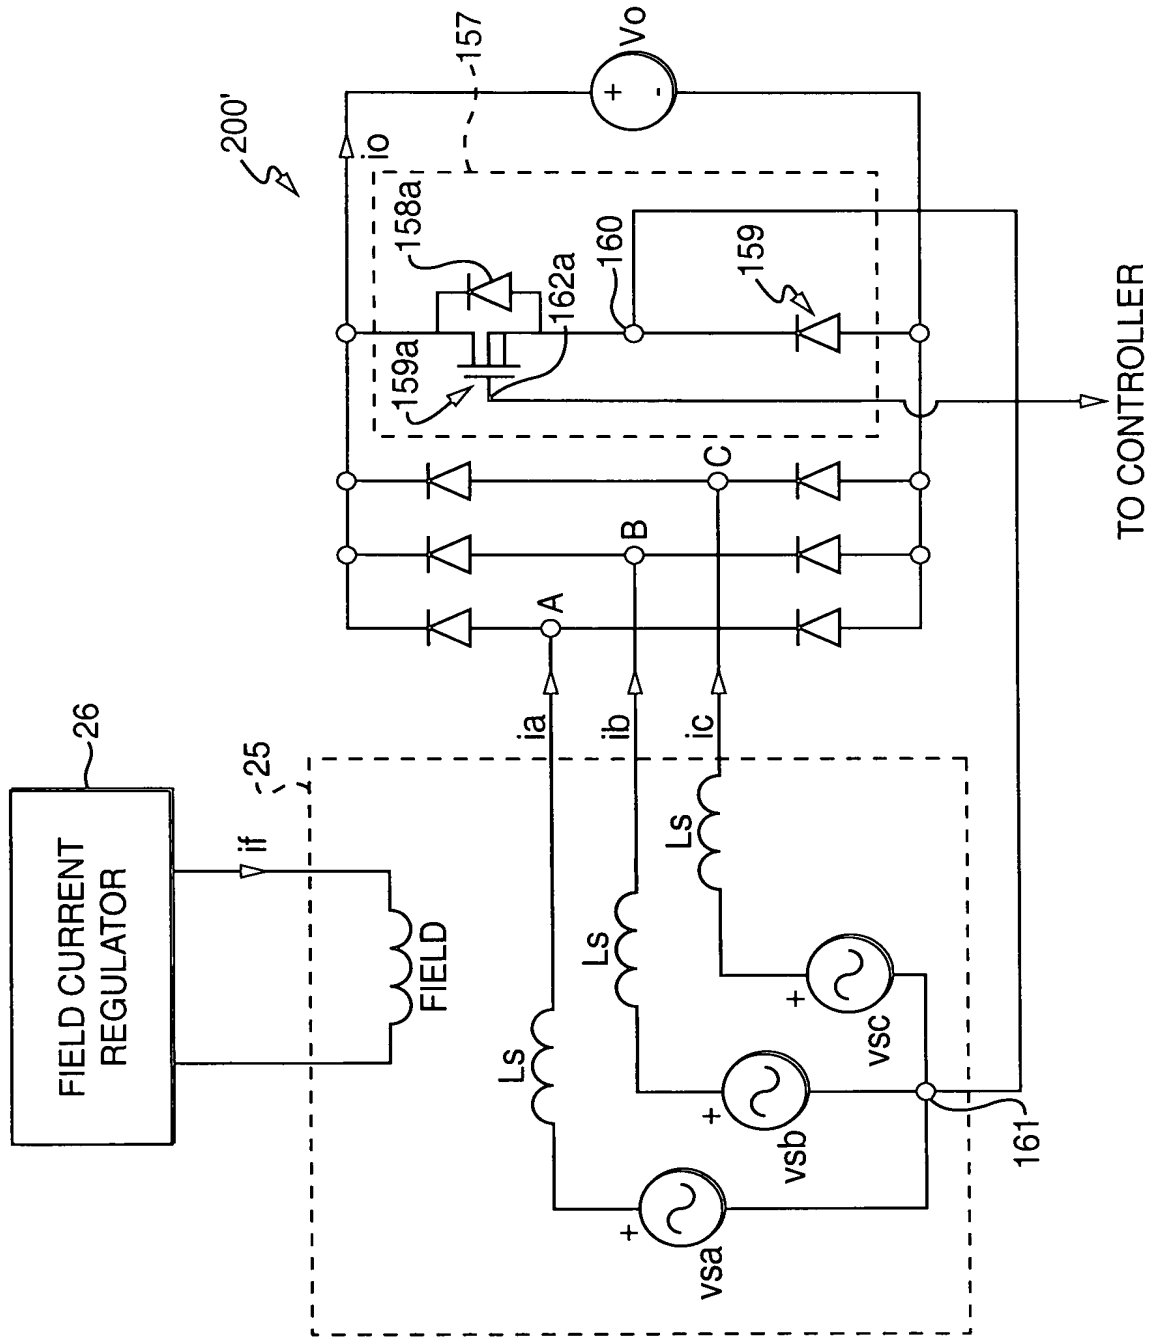 200'
157
io
Vo
+
-
158a
159a
162a
160
159
TO CONTROLLER
A
B
C
26
FIELD CURRENT
REGULATOR
if
25
FIELD
ia
ib
ic
Ls
Ls
Ls
+
vsa
+
vsb
+
vsc
161